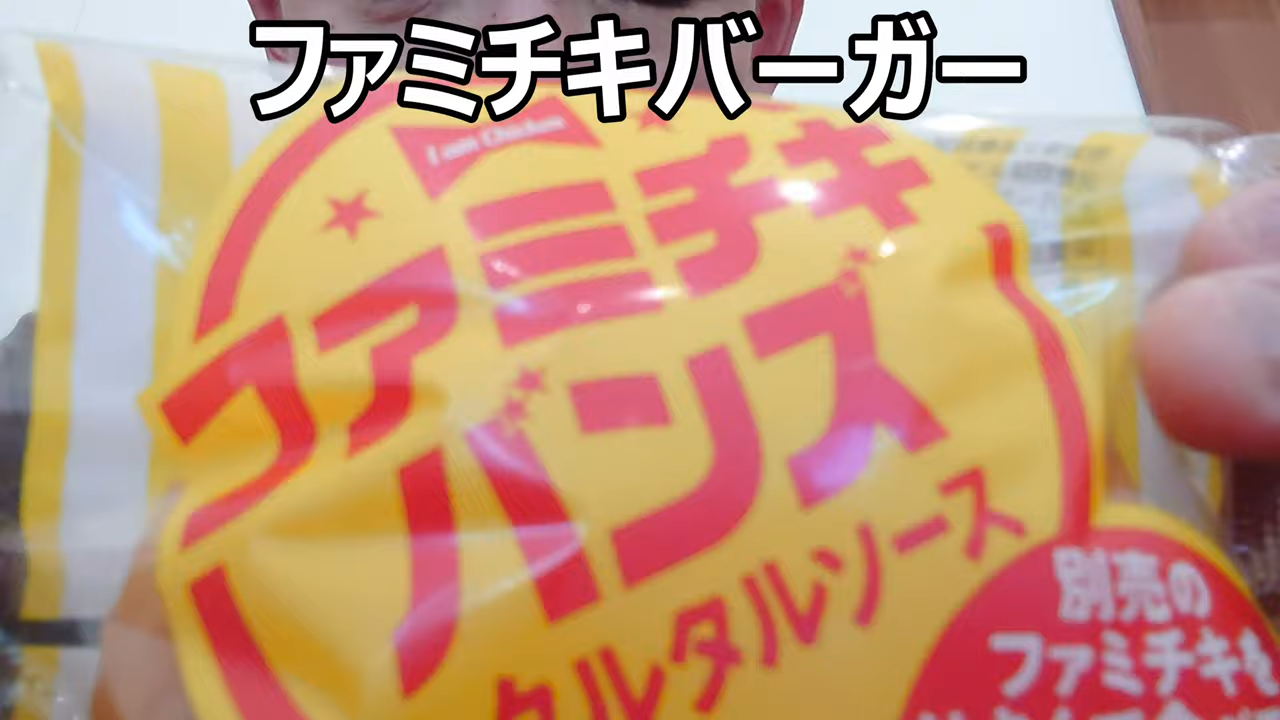 ファミチキバーガー
I am Chicken
ファミチキ
バンズ
タルタルソース
別売の
ファミチキを